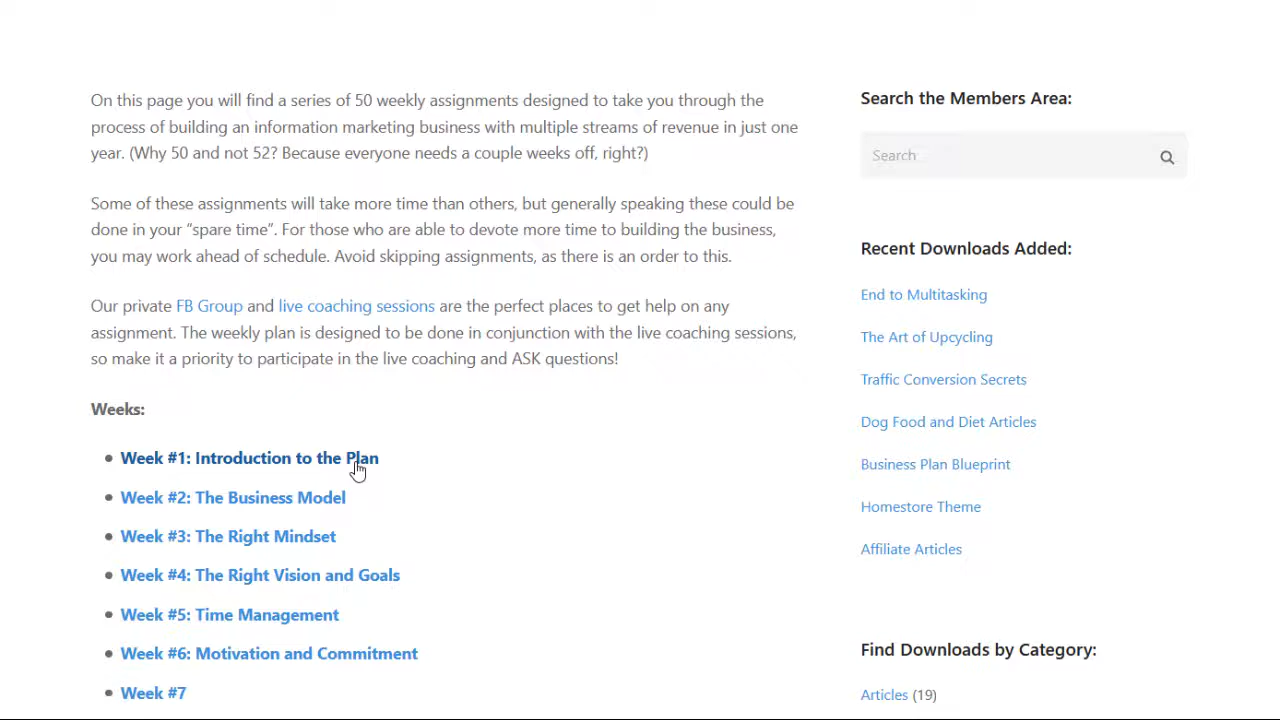 On this page you will find a series of 50 weekly assignments designed to take you through the
process of building an information marketing business with multiple streams of revenue in just one
year. (Why 50 and not 52? Because everyone needs a couple weeks off, right?)
Some of these assignments will take more time than others, but generally speaking these could be
done in your “spare time”. For those who are able to devote more time to building the business,
you may work ahead of schedule. Avoid skipping assignments, as there is an order to this.
Our private FB Group and live coaching sessions are the perfect places to get help on any
assignment. The weekly plan is designed to be done in conjunction with the live coaching sessions,
so make it a priority to participate in the live coaching and ASK questions!
Weeks:
Week #1: Introduction to the Plan
Week #2: The Business Model
Week #3: The Right Mindset
Week #4: The Right Vision and Goals
Week #5: Time Management
Week #6: Motivation and Commitment
Week #7
Search the Members Area:
Search
Recent Downloads Added:
End to Multitasking
The Art of Upcycling
Traffic Conversion Secrets
Dog Food and Diet Articles
Business Plan Blueprint
Homestore Theme
Affiliate Articles
Find Downloads by Category:
Articles (19)